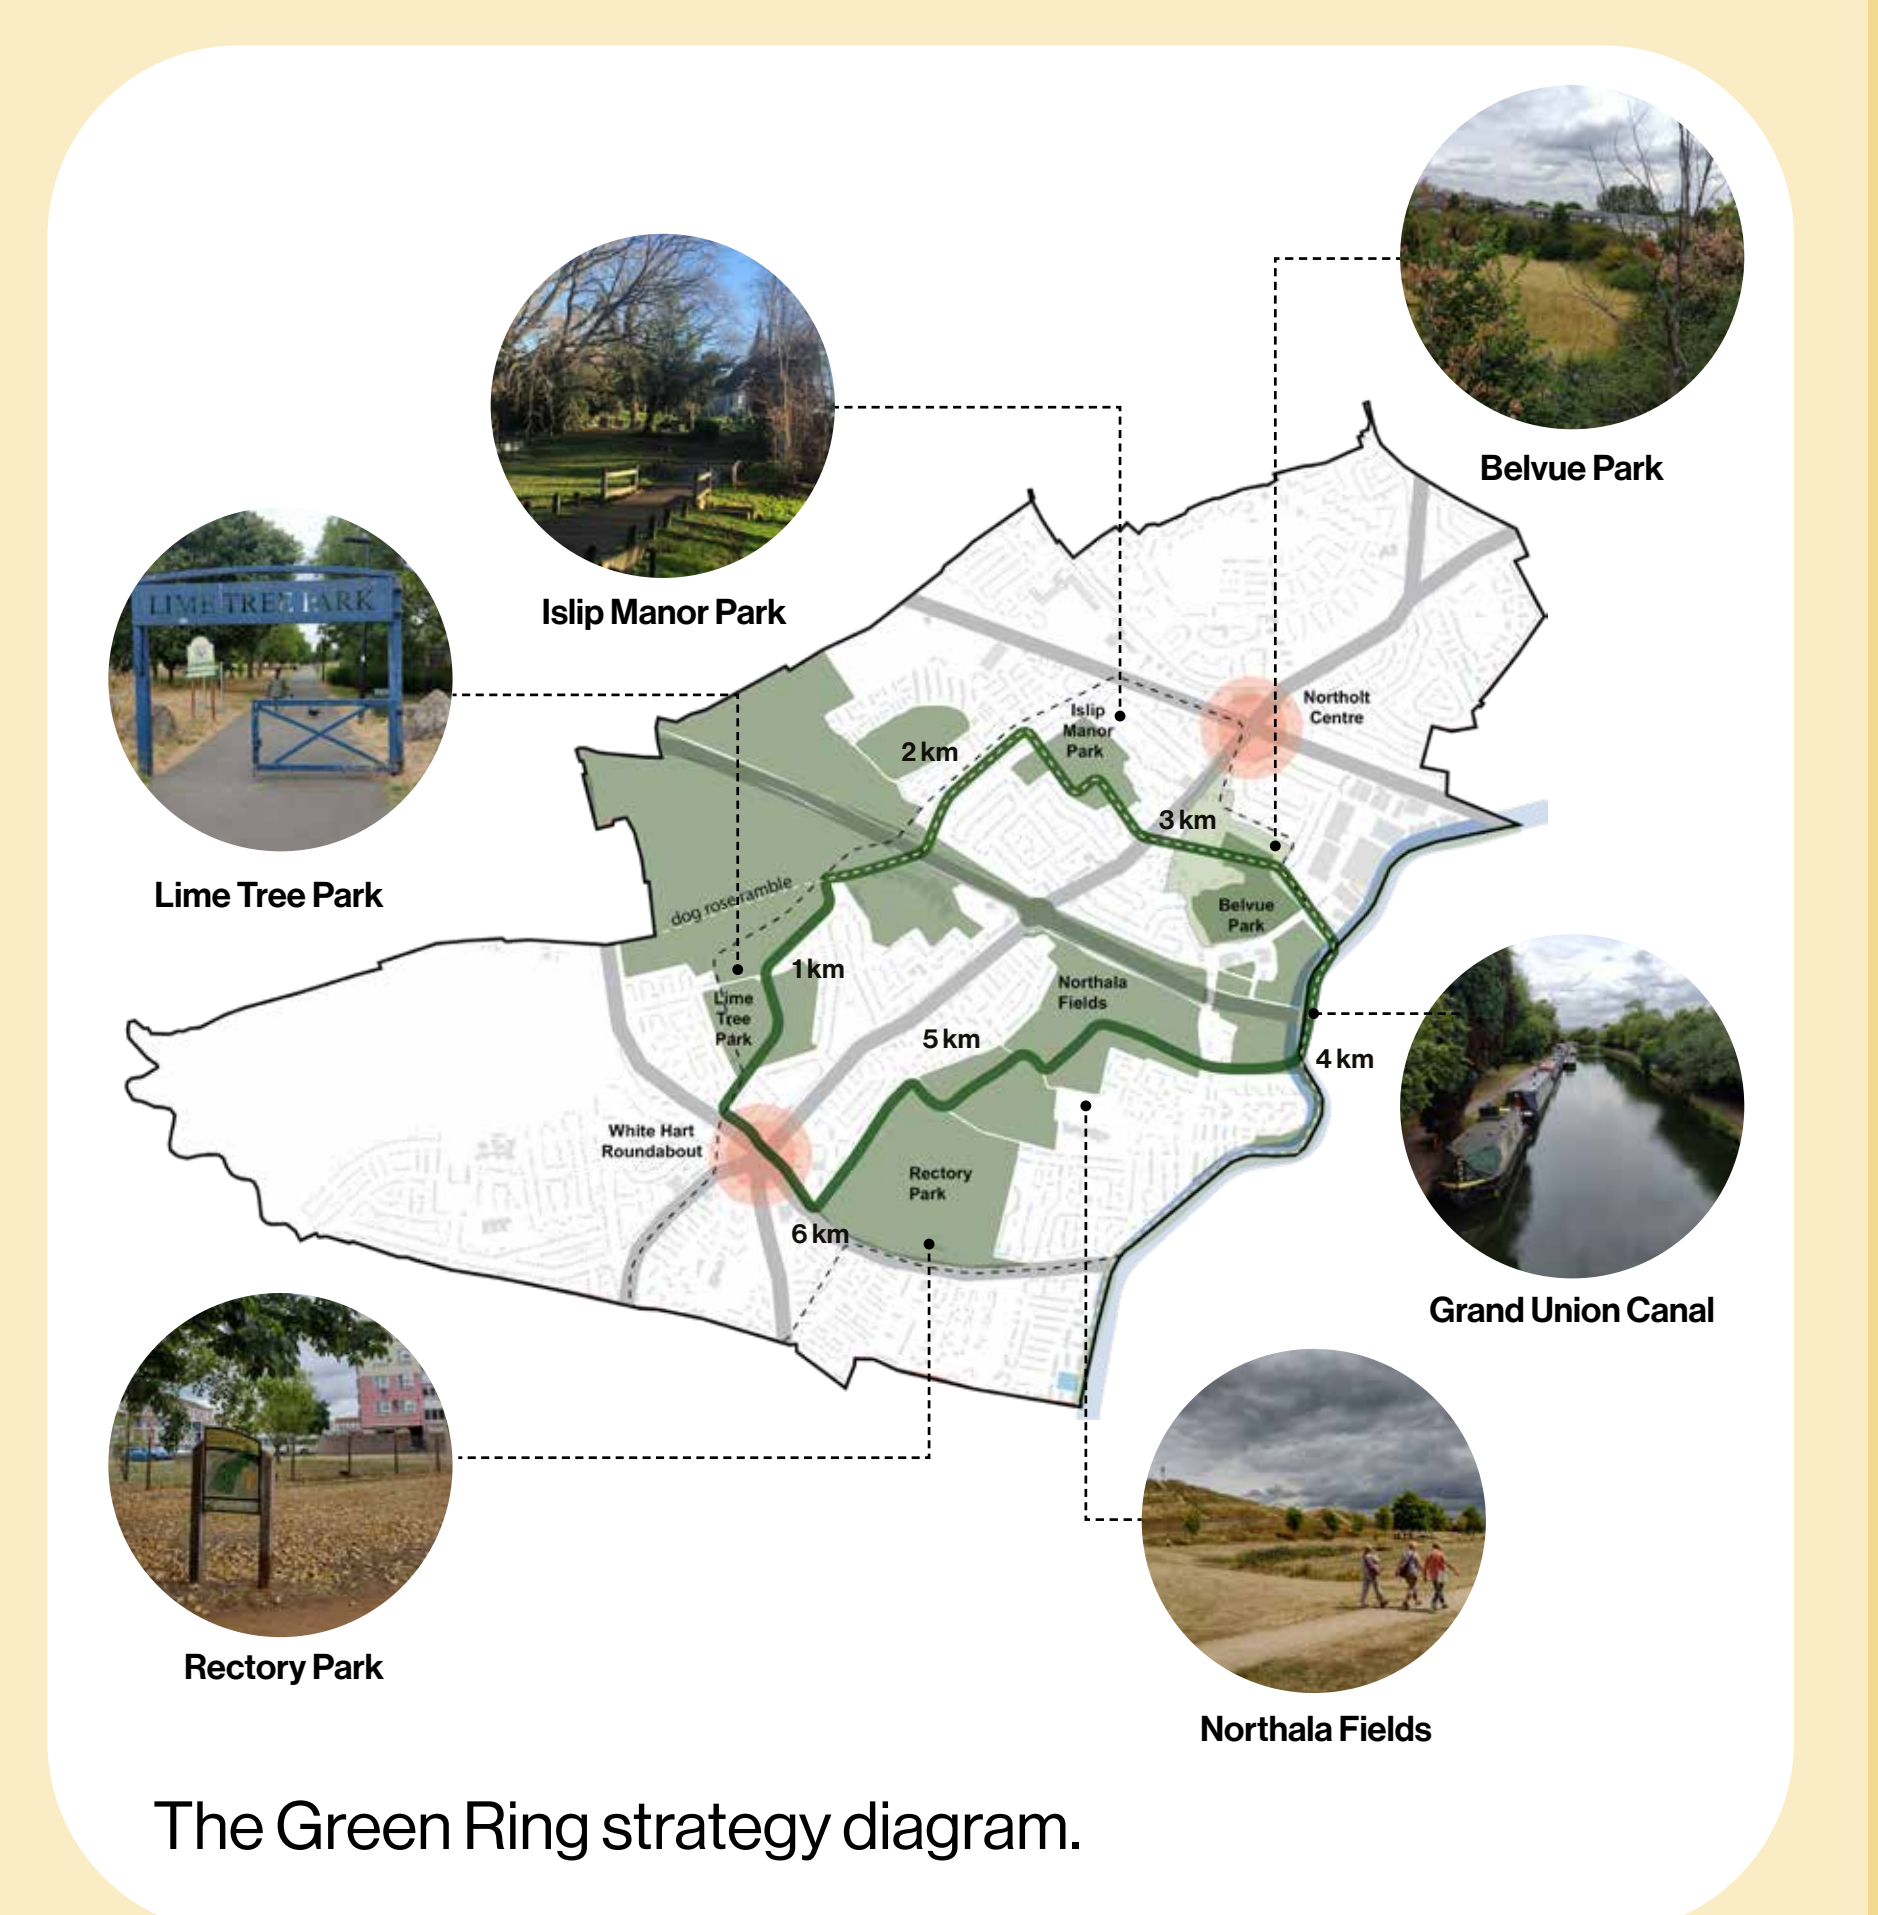 Belvue Park
Islip Manor Park
LIME TREE PARK
Lime Tree Park
Northolt
Centre
Islip
Manor
Park
2 km
3 km
dog rose ramble
Belvue
Park
1 km
Lime
Tree
Park
Northala
Fields
5 km
4 km
White Hart
Roundabout
Rectory
Park
6 km
Grand Union Canal
Rectory Park
Northala Fields
The Green Ring strategy diagram.